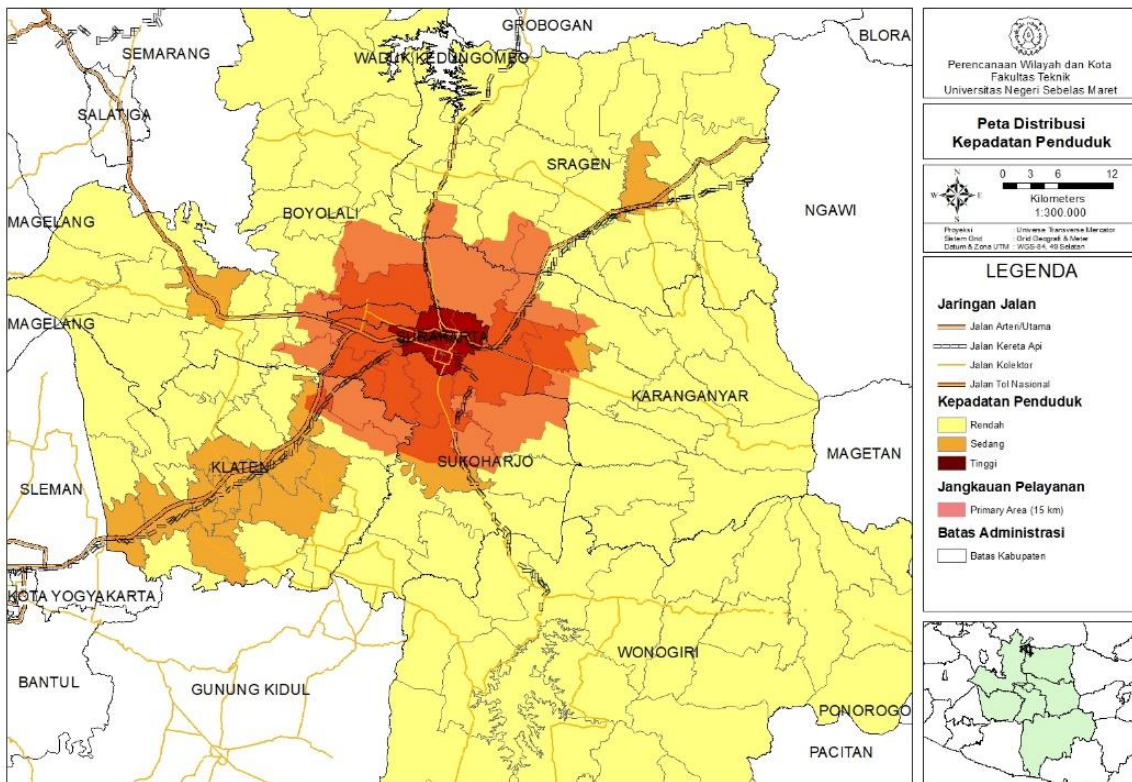 GROBOGAN
BLORA
SEMARANG
WADUK KEDUNGOMBO
SALATIGA
SRAGEN
NGAWI
MAGELANG
BOYOLALI
MAGELANG
SURAKARTA
KARANGANYAR
MAGETAN
KLATEN
SUKOHARJO
SLEMAN
KOTA YOGYAKARTA
WONOGIRI
BANTUL
GUNUNG KIDUL
PONOROGO
PACITAN
Perencanaan Wilayah dan Kota
Fakultas Teknik
Universitas Negeri Sebelas Maret
Peta Distribusi
Kepadatan Penduduk
N
W E
S
0 3 6 12
Kilometers
1:300.000
Proyeksi : Universe Transverse Mercator
Sistem Grid : Grid Geografi & Meter
Datum & Zona UTM : WGS-84, 49 Selatan
LEGENDA
Jaringan Jalan
Jalan Arteri/Utama
Jalan Kereta Api
Jalan Kolektor
Jalan Tol Nasional
Kepadatan Penduduk
Rendah
Sedang
Tinggi
Jangkauan Pelayanan
Primary Area (15 km)
Batas Administrasi
Batas Kabupaten